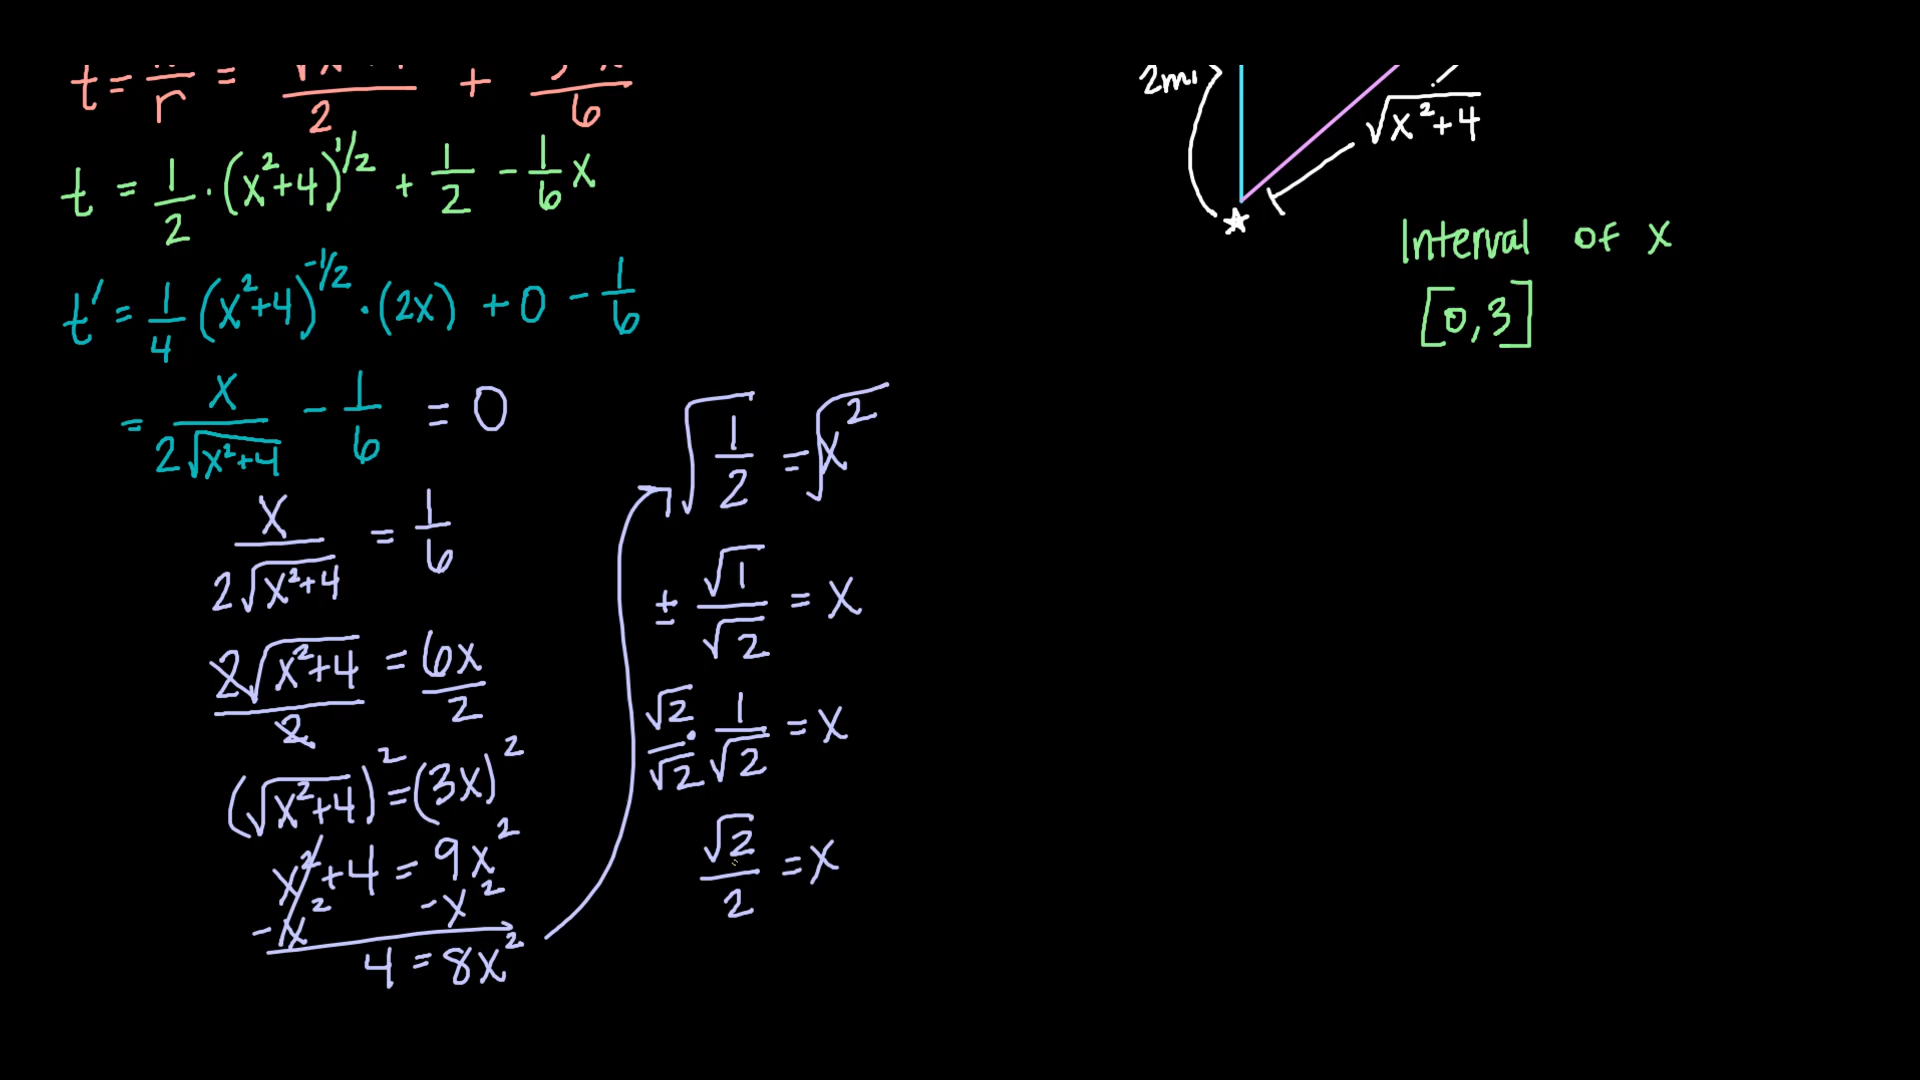 t = /r = /2 + /6
t = 1/2 · (x²+4)^1/2 + 1/2 - 1/6 x
t' = 1/4 (x²+4)^-1/2 · (2x) + 0 - 1/6
= x/2√x²+4 - 1/6 = 0
x/2√x²+4 = 1/6
2√x²+4/2 = 6x/2
(√x²+4)² = (3x)²
x²+4 = 9x²
-x² -x²
4 = 8x²
√1/2 = √x²
± √1/√2 = x
√2/√2 · 1/√2 = x
√2/2 = x
2mi
√x²+4
Interval of x
[0,3]